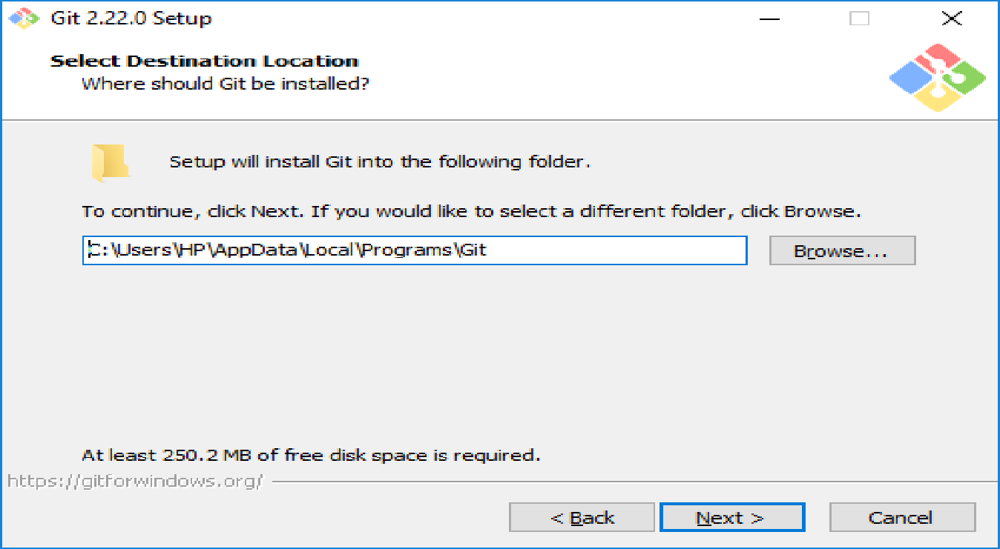 Git 2.22.0 Setup
Select Destination Location
Where should Git be installed?
Setup will install Git into the following folder.
To continue, click Next. If you would like to select a different folder, click Browse.
C:\Users\HP\AppData\Local\Programs\Git
Browse...
At least 250.2 MB of free disk space is required.
https://gitforwindows.org/
< Back
Next >
Cancel